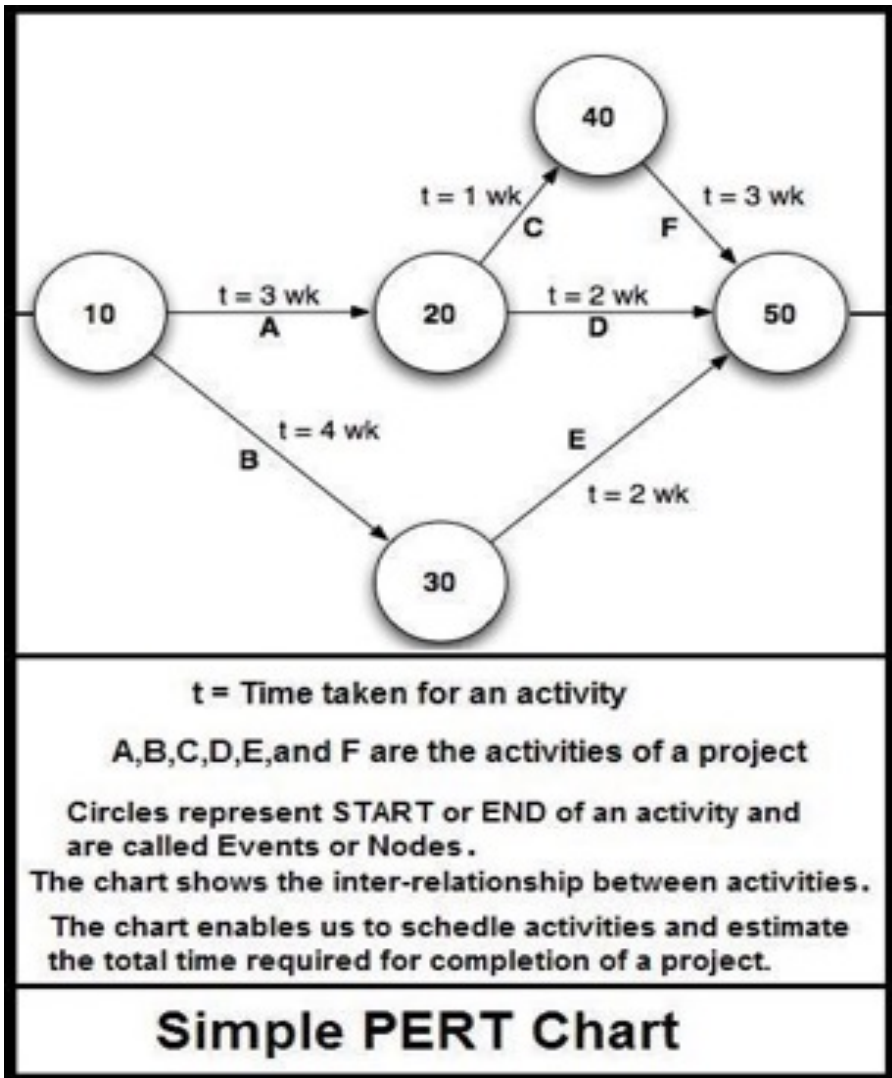 40
t = 1 wk
t = 3 wk
C
F
10
t = 3 wk
A
20
t = 2 wk
D
50
t = 4 wk
B
E
t = 2 wk
30
t = Time taken for an activity
A,B,C,D,E,and F are the activities of a project
Circles represent START or END of an activity and
are called Events or Nodes.
The chart shows the inter-relationship between activities.
The chart enables us to schedle activities and estimate
the total time required for completion of a project.
Simple PERT Chart